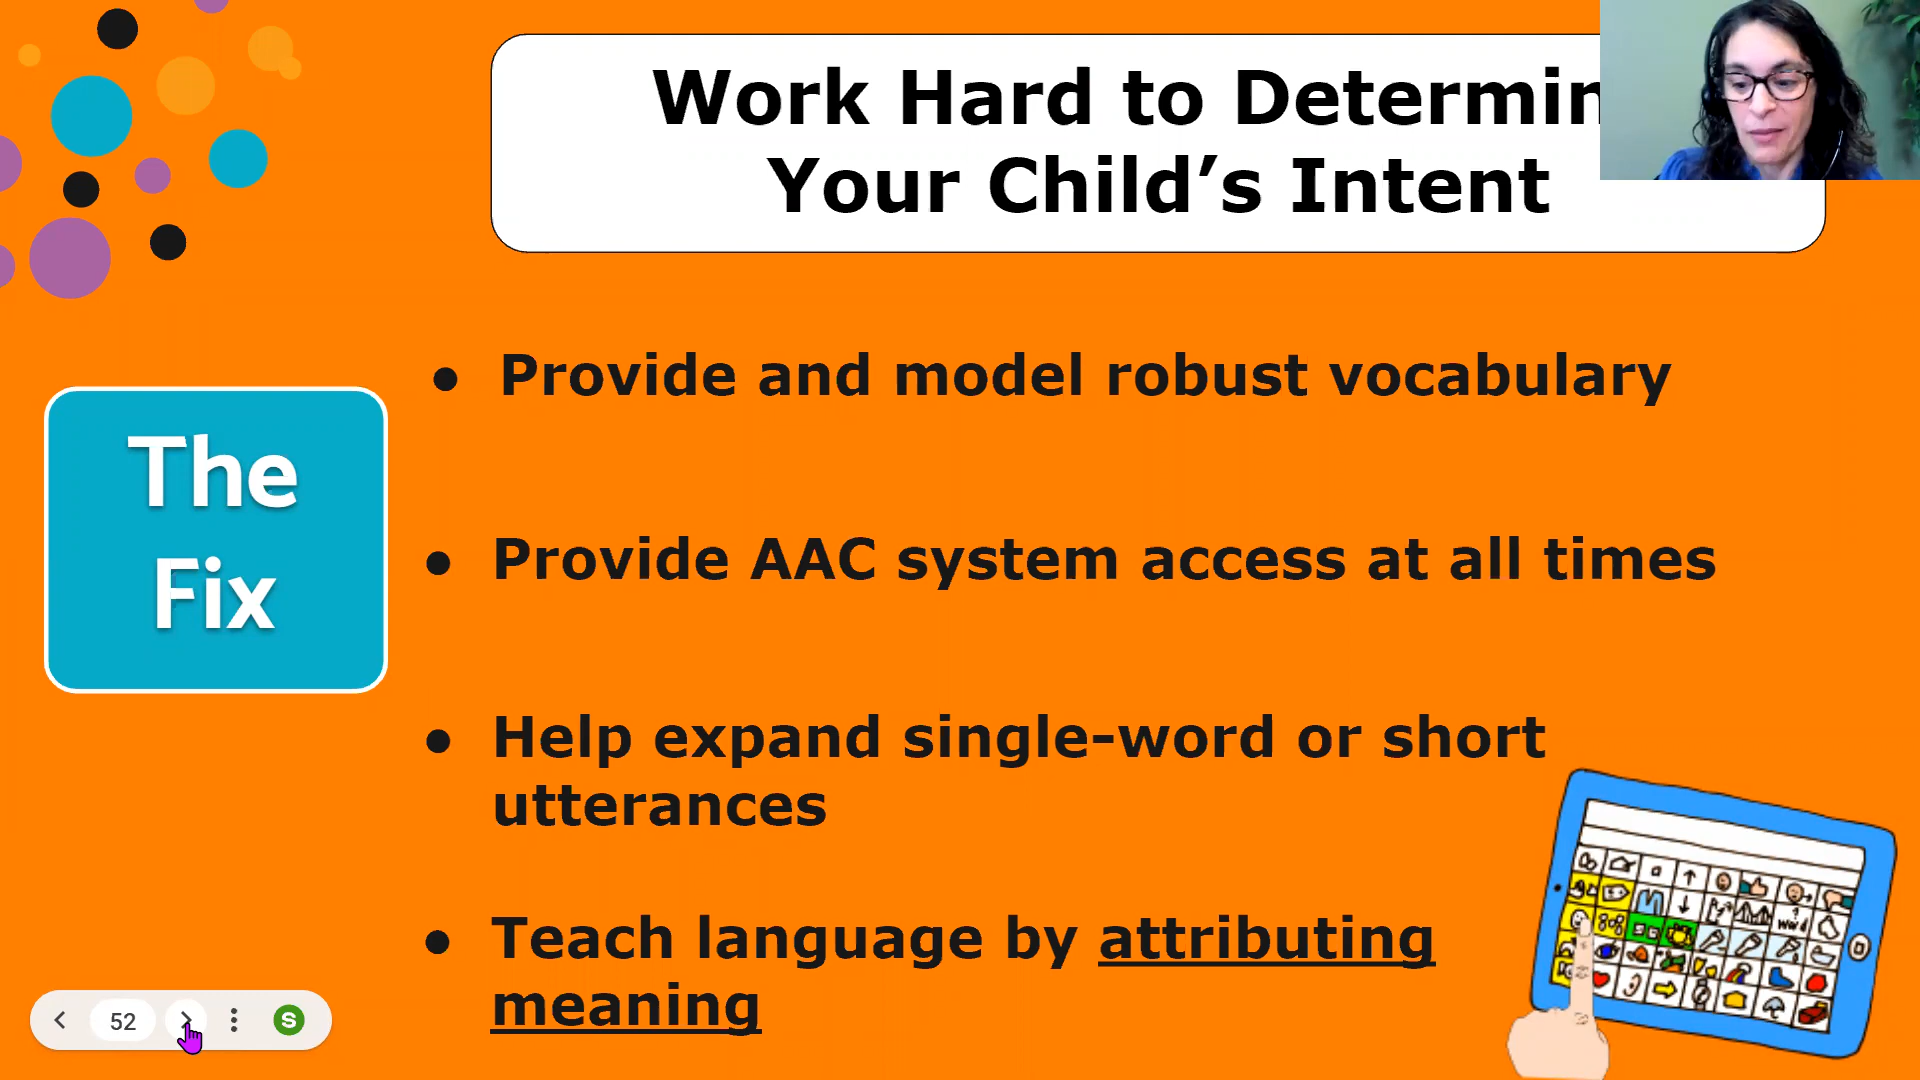 Work Hard to Determin
Your Child’s Intent
The
Fix
● Provide and model robust vocabulary
● Provide AAC system access at all times
● Help expand single-word or short
utterances
● Teach language by attributing
meaning
52
S